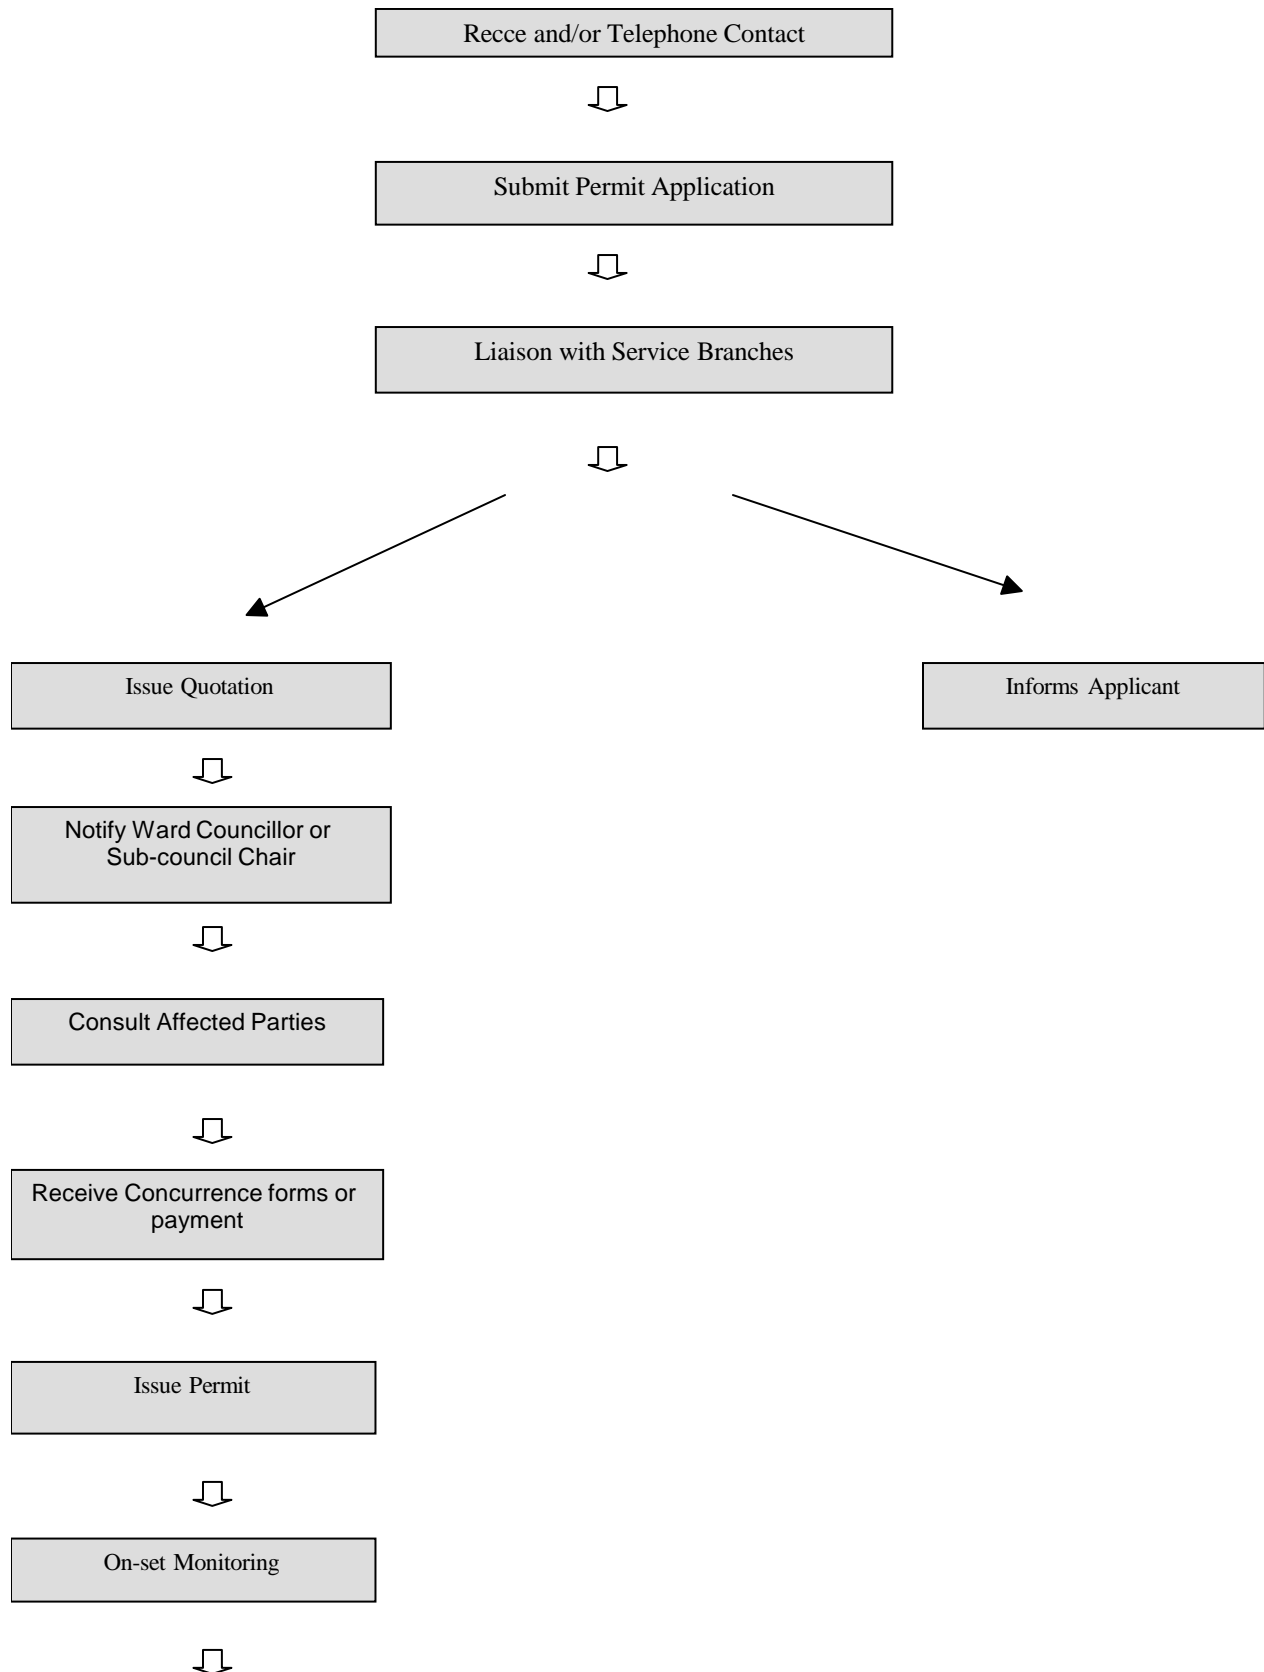 Recce and/or Telephone Contact
Submit Permit Application
Liaison with Service Branches
Issue Quotation
Informs Applicant
Notify Ward Councillor or
Sub-council Chair
Consult Affected Parties
Receive Concurrence forms or
payment
Issue Permit
On-set Monitoring